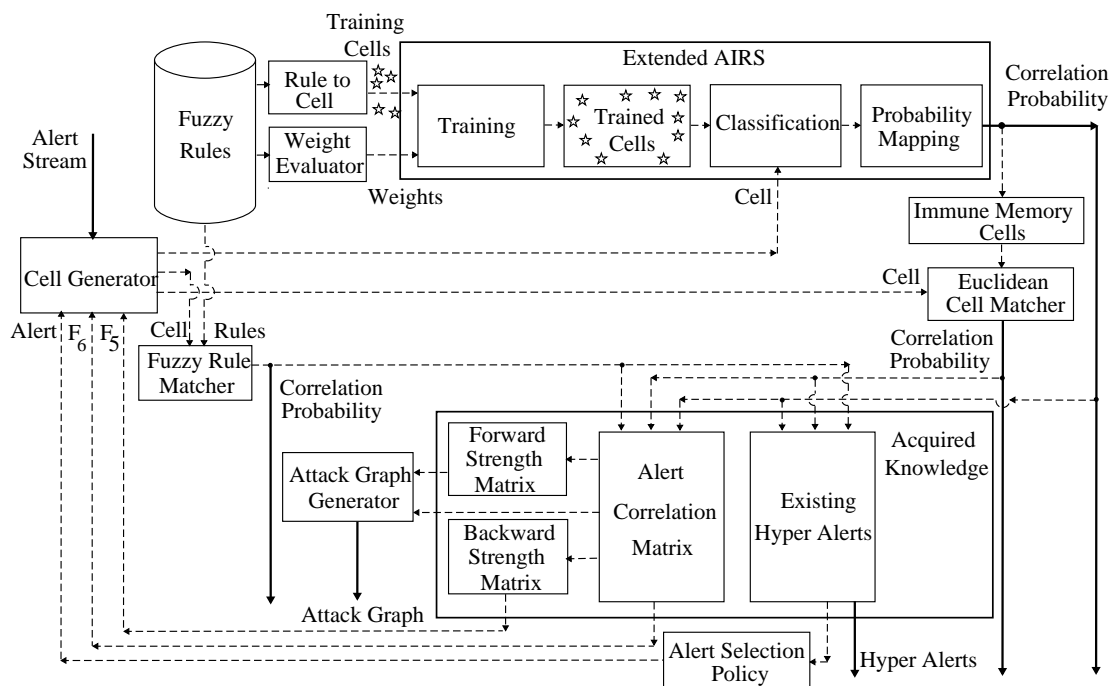 Training
Cells
Extended AIRS
Correlation
Probability
Rule to
Cell
Fuzzy
Rules
Training
Trained
Cells
Classification
Probability
Mapping
Alert
Stream
Weight
Evaluator
Weights
Cell
Immune Memory
Cells
Cell Generator
Cell
Euclidean
Cell Matcher
Alert
F6
F5
Cell
Rules
Fuzzy Rule
Matcher
Correlation
Probability
Correlation
Probability
Forward
Strength
Matrix
Acquired
Knowledge
Attack Graph
Generator
Alert
Correlation
Matrix
Existing
Hyper Alerts
Backward
Strength
Matrix
Attack Graph
Alert Selection
Policy
Hyper Alerts